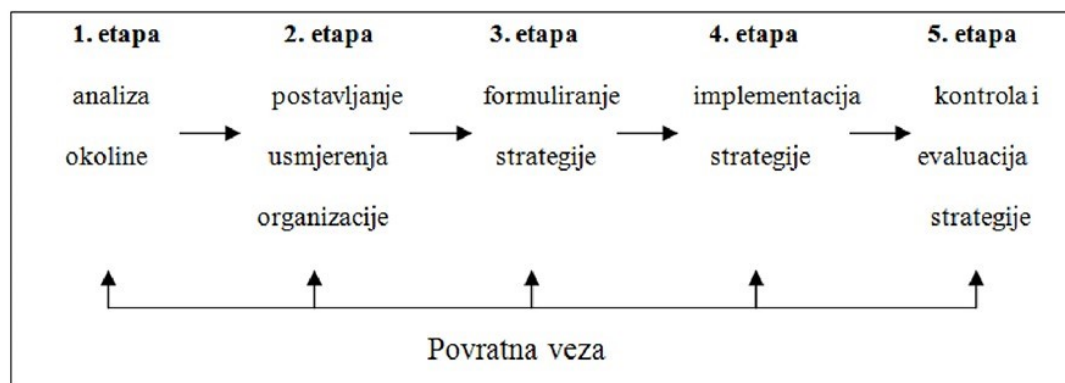 1. etapa 2. etapa 3. etapa 4. etapa 5. etapa
analiza postavljanje formuliranje implementacija kontrola i
okoline usmjerenja strategije strategije evaluacija
organizacije strategije
Povratna veza